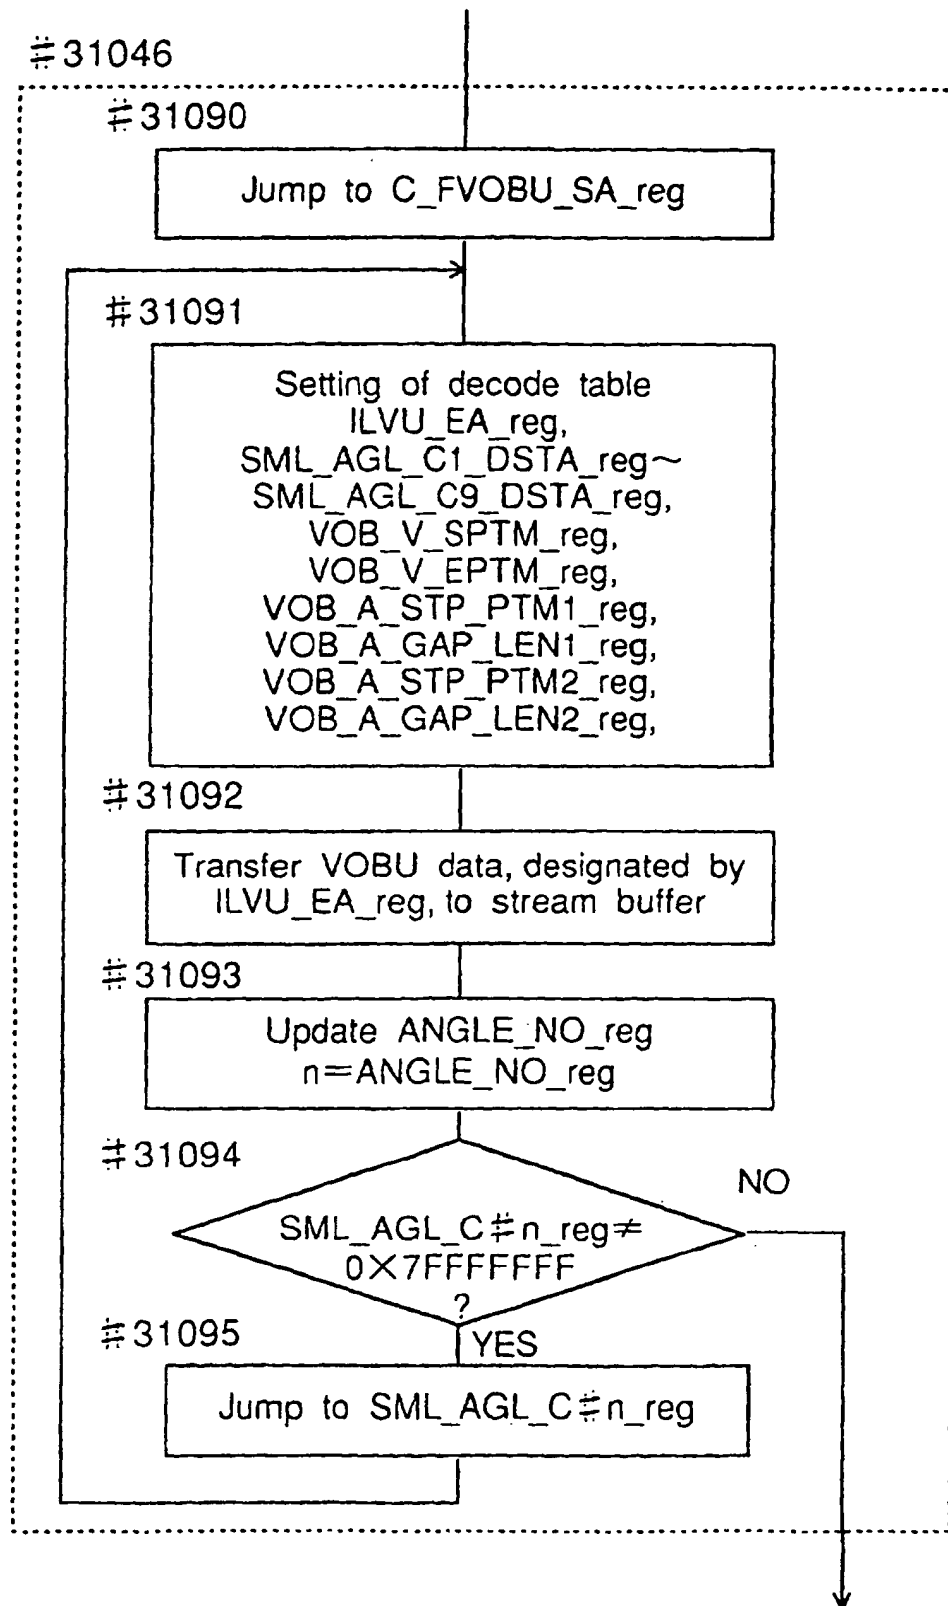 #31046
#31090
Jump to C_FVOBU_SA_reg
#31091
Setting of decode table
ILVU_EA_reg,
SML_AGL_C1_DSTA_reg~
SML_AGL_C9_DSTA_reg,
VOB_V_SPTM_reg,
VOB_V_EPTM_reg,
VOB_A_STP_PTM1_reg,
VOB_A_GAP_LEN1_reg,
VOB_A_STP_PTM2_reg,
VOB_A_GAP_LEN2_reg,
#31092
Transfer VOBU data, designated by
ILVU_EA_reg, to stream buffer
#31093
Update ANGLE_NO_reg
n=ANGLE_NO_reg
#31094
NO
SML_AGL_C#n_reg≠
0×7FFFFFFF
?
#31095
YES
Jump to SML_AGL_C#n_reg